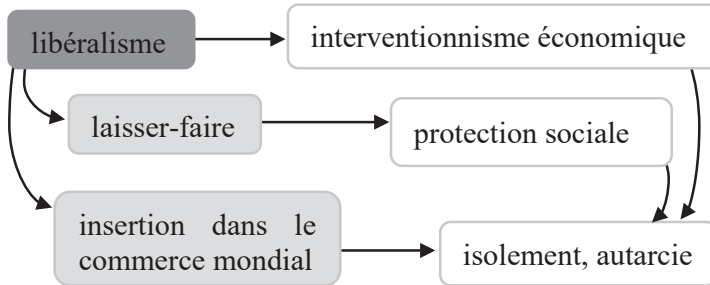 libéralisme
interventionnisme économique
laisser-faire
protection sociale
insertion dans le
commerce mondial
isolement, autarcie